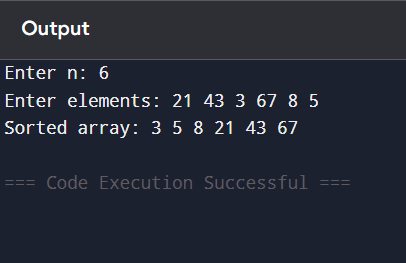 Output
Enter n: 6
Enter elements: 21 43 3 67 8 5
Sorted array: 3 5 8 21 43 67
=== Code Execution Successful ===